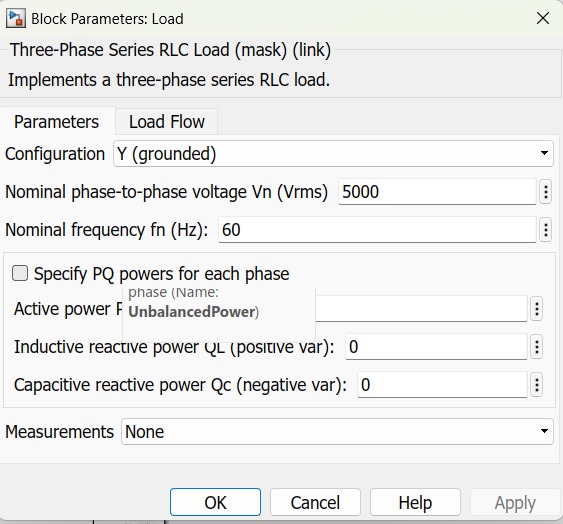 Block Parameters: Load
Three-Phase Series RLC Load (mask) (link)
Implements a three-phase series RLC load.
Parameters
Load Flow
Configuration Y (grounded)
Nominal phase-to-phase voltage Vn (Vrms) 5000
Nominal frequency fn (Hz): 60
Specify PQ powers for each phase
phase (Name:
UnbalancedPower)
Active power
Inductive reactive power QL (positive var): 0
Capacitive reactive power Qc (negative var): 0
Measurements None
OK Cancel Help Apply